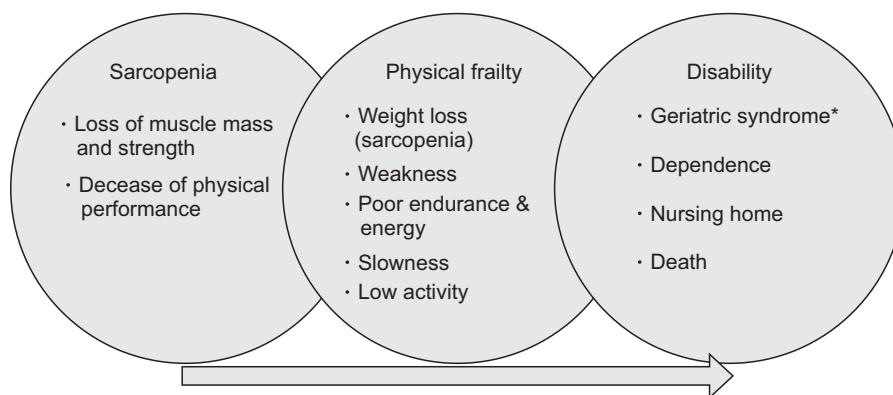 Sarcopenia
· Loss of muscle mass
and strength
· Decease of physical
performance
Physical frailty
· Weight loss
(sarcopenia)
· Weakness
· Poor endurance &
energy
· Slowness
· Low activity
Disability
· Geriatric syndrome*
· Dependence
· Nursing home
· Death